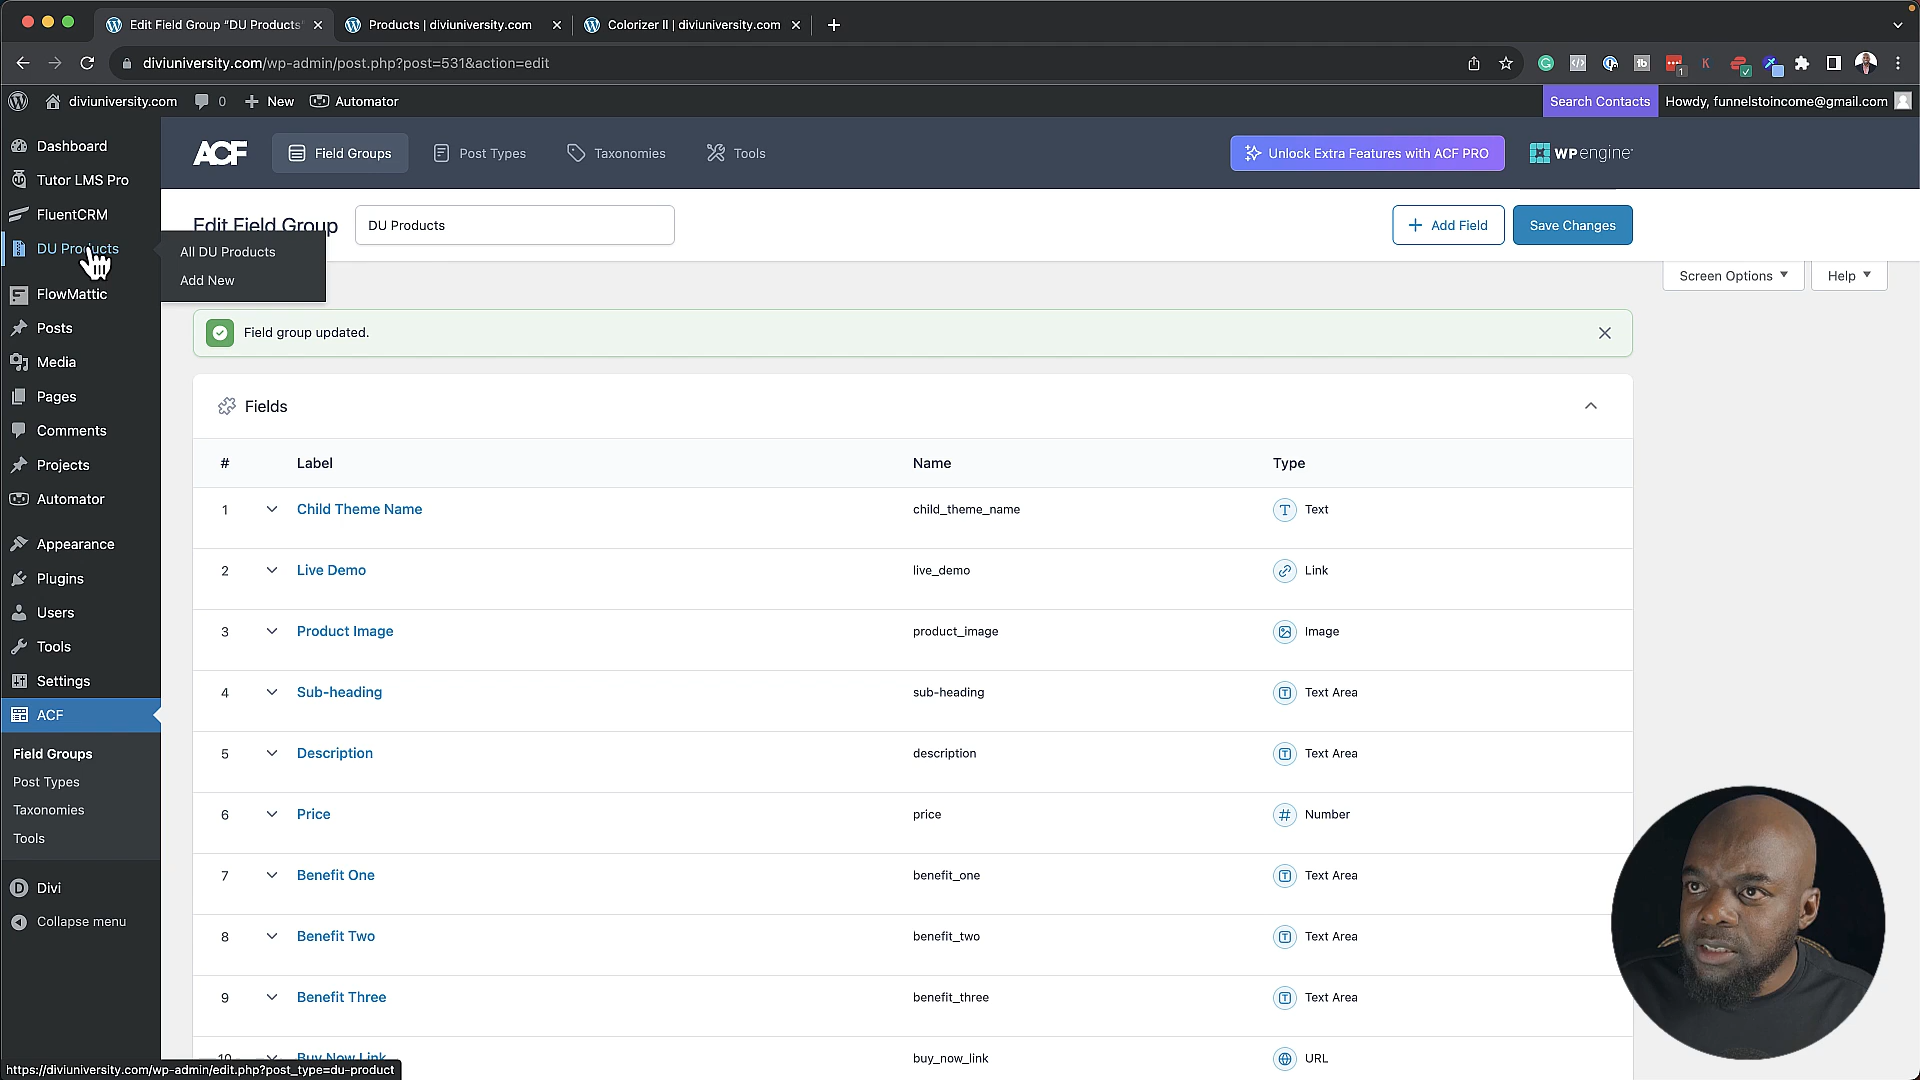 Edit Field Group “DU Products”
Products | diviuniversity.com
Colorizer II | diviuniversity.com
diviuniversity.com/wp-admin/post.php?post=531&action=edit
diviuniversity.com
0
New
Automator
Search Contacts
Howdy, funnelstoincome@gmail.com
Dashboard
Tutor LMS Pro
FluentCRM
DU Products
All DU Products
Add New
FlowMattic
Posts
Media
Pages
Comments
Projects
Automator
Appearance
Plugins
Users
Tools
Settings
ACF
Field Groups
Post Types
Taxonomies
Tools
Divi
Collapse menu
ACF
Field Groups
Post Types
Taxonomies
Tools
Unlock Extra Features with ACF PRO
WP engine
Edit Field Group
DU Products
Add Field
Save Changes
Screen Options
Help
Field group updated.
Fields
# Label Name Type
1 Child Theme Name child_theme_name Text
2 Live Demo live_demo Link
3 Product Image product_image Image
4 Sub-heading sub-heading Text Area
5 Description description Text Area
6 Price price Number
7 Benefit One benefit_one Text Area
8 Benefit Two benefit_two Text Area
9 Benefit Three benefit_three Text Area
10 Buy Now Link buy_now_link URL
https://diviuniversity.com/wp-admin/edit.php?post_type=du-product